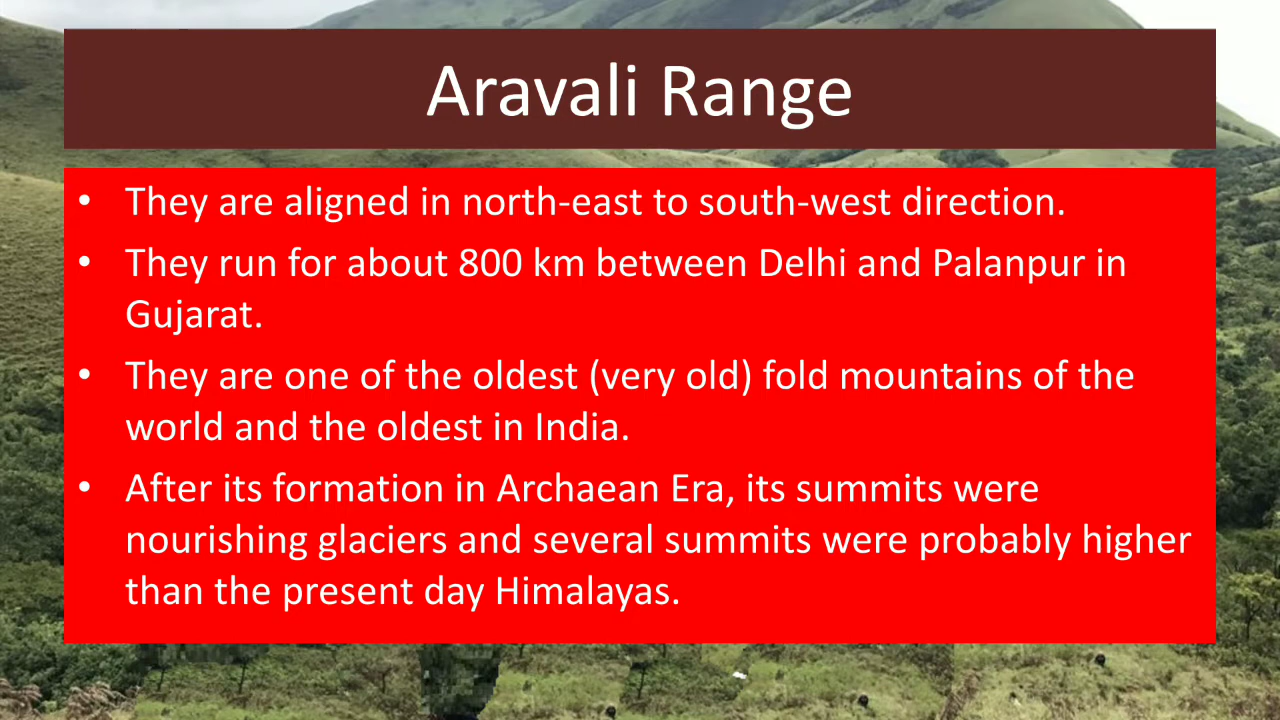 Aravali Range
• They are aligned in north-east to south-west direction.
• They run for about 800 km between Delhi and Palanpur in
Gujarat.
• They are one of the oldest (very old) fold mountains of the
world and the oldest in India.
• After its formation in Archaean Era, its summits were
nourishing glaciers and several summits were probably higher
than the present day Himalayas.